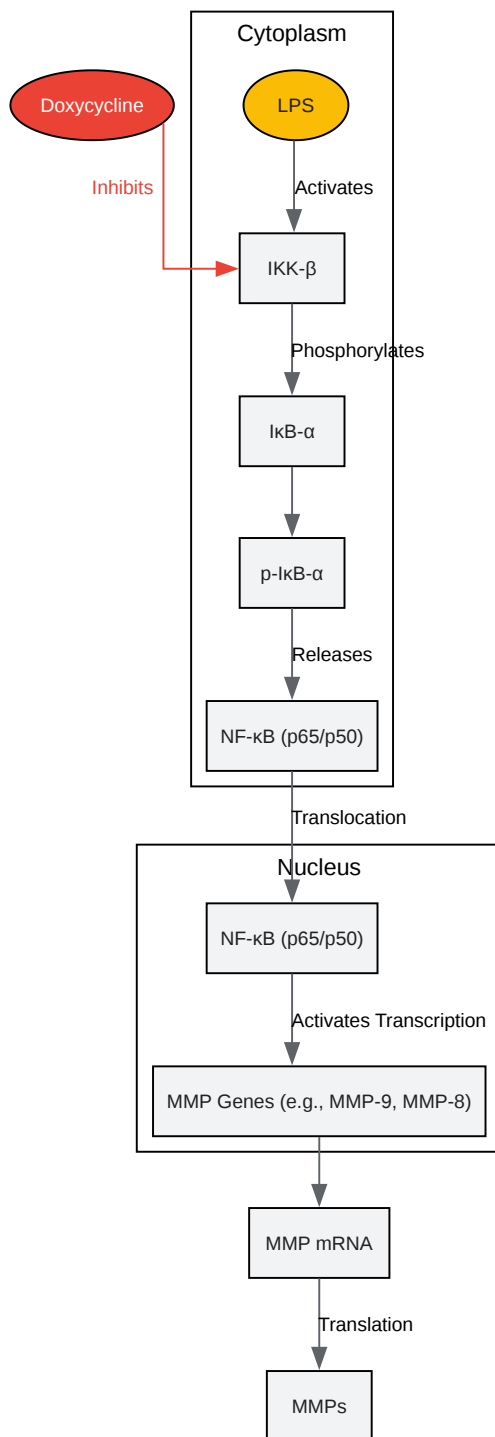 Cytoplasm
Doxycycline
LPS
Inhibits
Activates
IKK-β
Phosphorylates
IκB-α
p-IκB-α
Releases
NF-κB (p65/p50)
Translocation
Nucleus
NF-κB (p65/p50)
Activates Transcription
MMP Genes (e.g., MMP-9, MMP-8)
MMP mRNA
Translation
MMPs